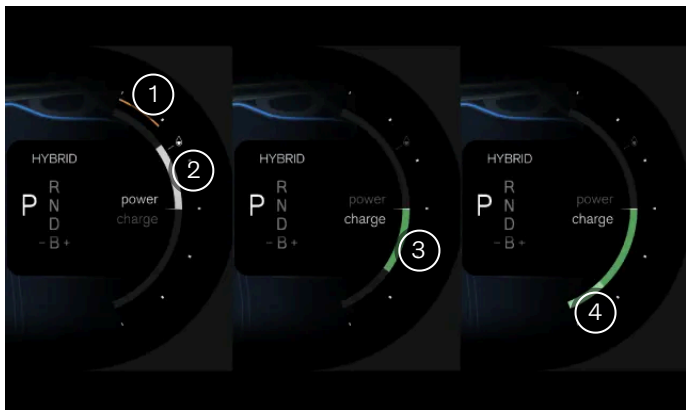 1
2
HYBRID
P
R
N
D
- B +
power
charge
HYBRID
P
R
N
D
- B +
power
charge
3
HYBRID
P
R
N
D
- B +
power
charge
4